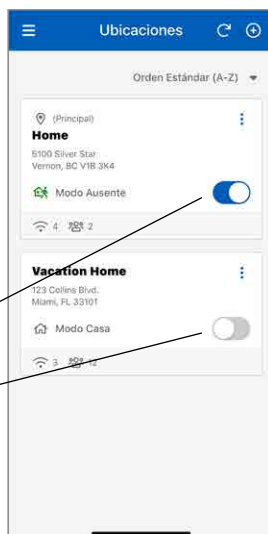 Ubicaciones
Orden Estándar (A-Z)
(Principal)
Home
5100 Silver Star
Vernon, BC V1B 3K4
Modo Ausente
4 2
Vacation Home
123 Collins Blvd.
Miami, FL 33101
Modo Casa
3 12